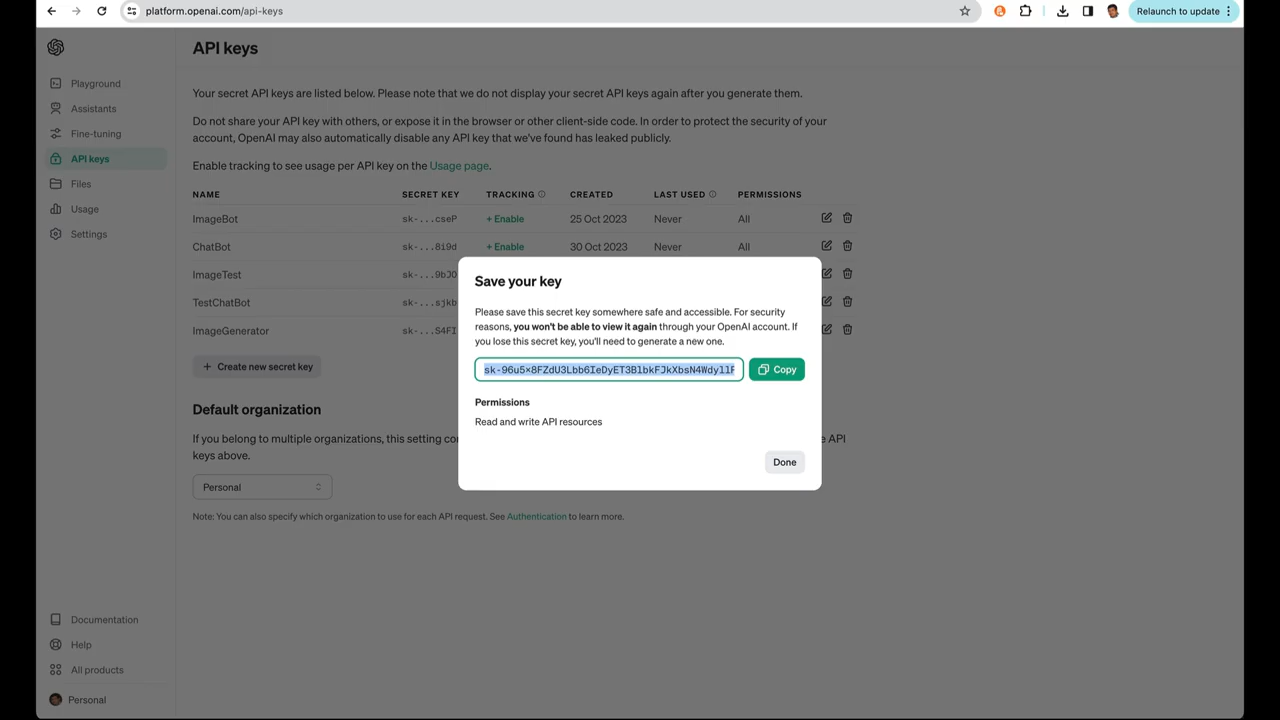 platform.openai.com/api-keys
Relaunch to update
API keys
Playground
Assistants
Fine-tuning
API keys
Files
Usage
Settings
Your secret API keys are listed below. Please note that we do not display your secret API keys again after you generate them.
Do not share your API key with others, or expose it in the browser or other client-side code. In order to protect the security of your
account, OpenAI may also automatically disable any API key that we've found has leaked publicly.
Enable tracking to see usage per API key on the Usage page.
NAME SECRET KEY TRACKING CREATED LAST USED PERMISSIONS
ImageBot sk-...cseP + Enable 25 Oct 2023 Never All
ChatBot sk-...8i9d + Enable 30 Oct 2023 Never All
ImageTest sk-...9bJO
TestChatBot sk-...sjkb
ImageGenerator sk-...S4FI
+ Create new secret key
Default organization
If you belong to multiple organizations, this setting co
e API
keys above.
Personal
Note: You can also specify which organization to use for each API request. See Authentication to learn more.
Save your key
Please save this secret key somewhere safe and accessible. For security
reasons, you won't be able to view it again through your OpenAI account. If
you lose this secret key, you'll need to generate a new one.
Copy
Permissions
Read and write API resources
Done
Documentation
Help
All products
Personal